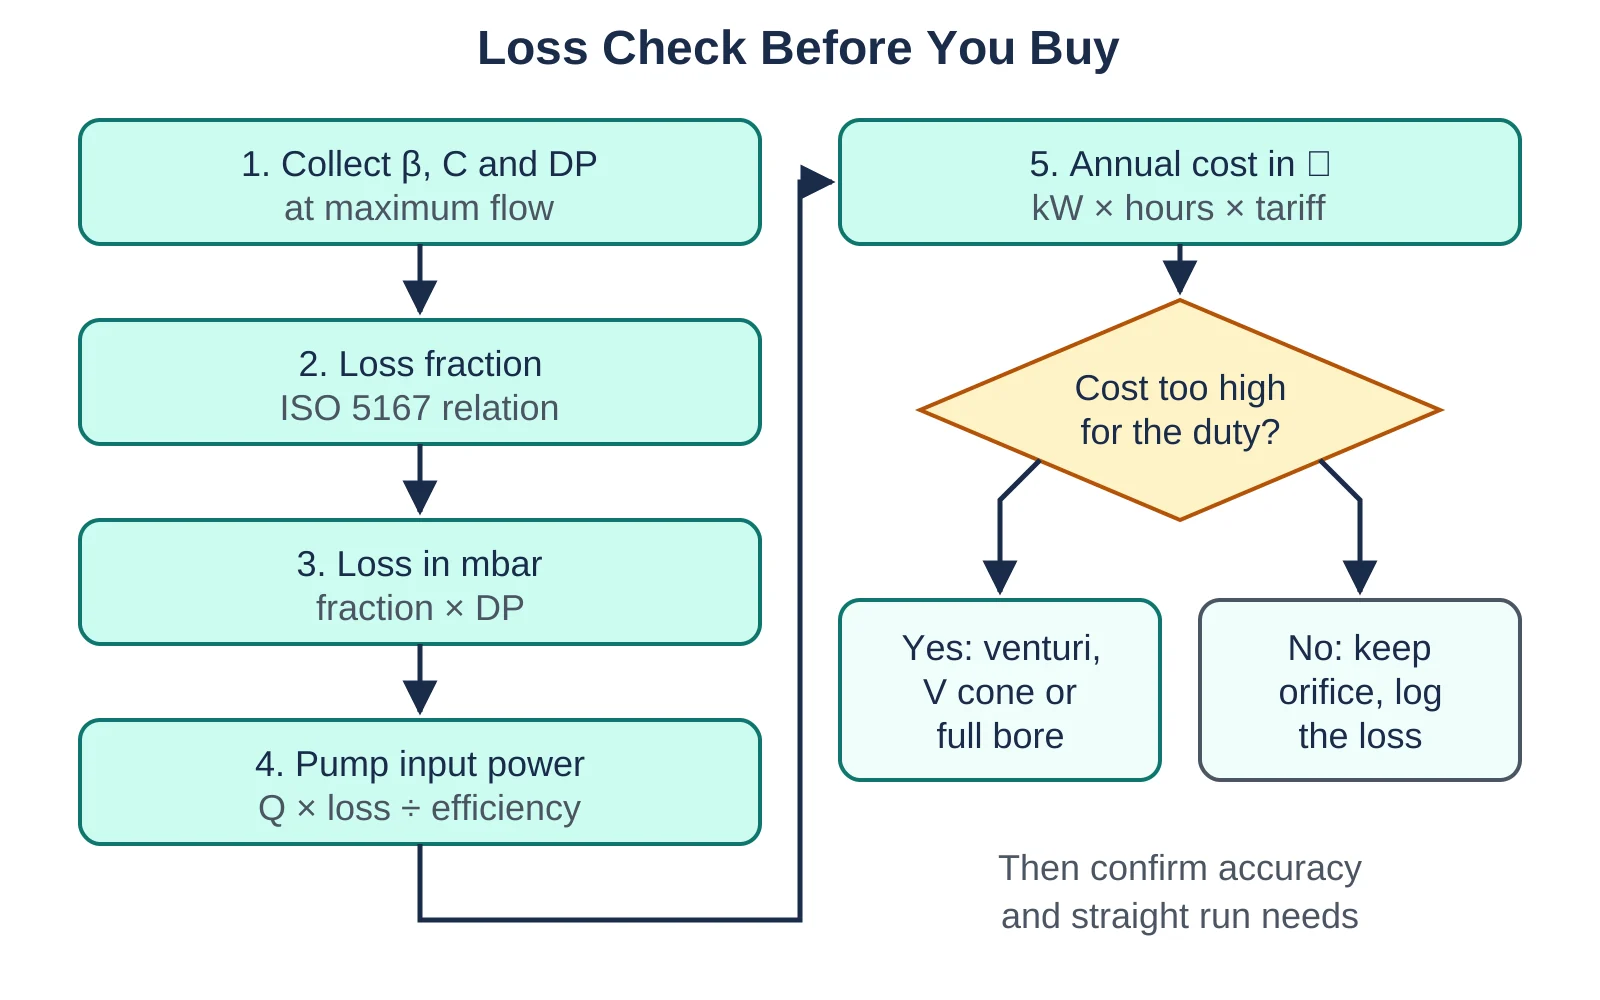 Loss Check Before You Buy
1. Collect β, C and DP
at maximum flow
2. Loss fraction
ISO 5167 relation
3. Loss in mbar
fraction × DP
4. Pump input power
Q × loss ÷ efficiency
5. Annual cost in
kW × hours × tariff
Cost too high
for the duty?
Yes: venturi,
V cone or
full bore
No: keep
orifice, log
the loss
Then confirm accuracy
and straight run needs